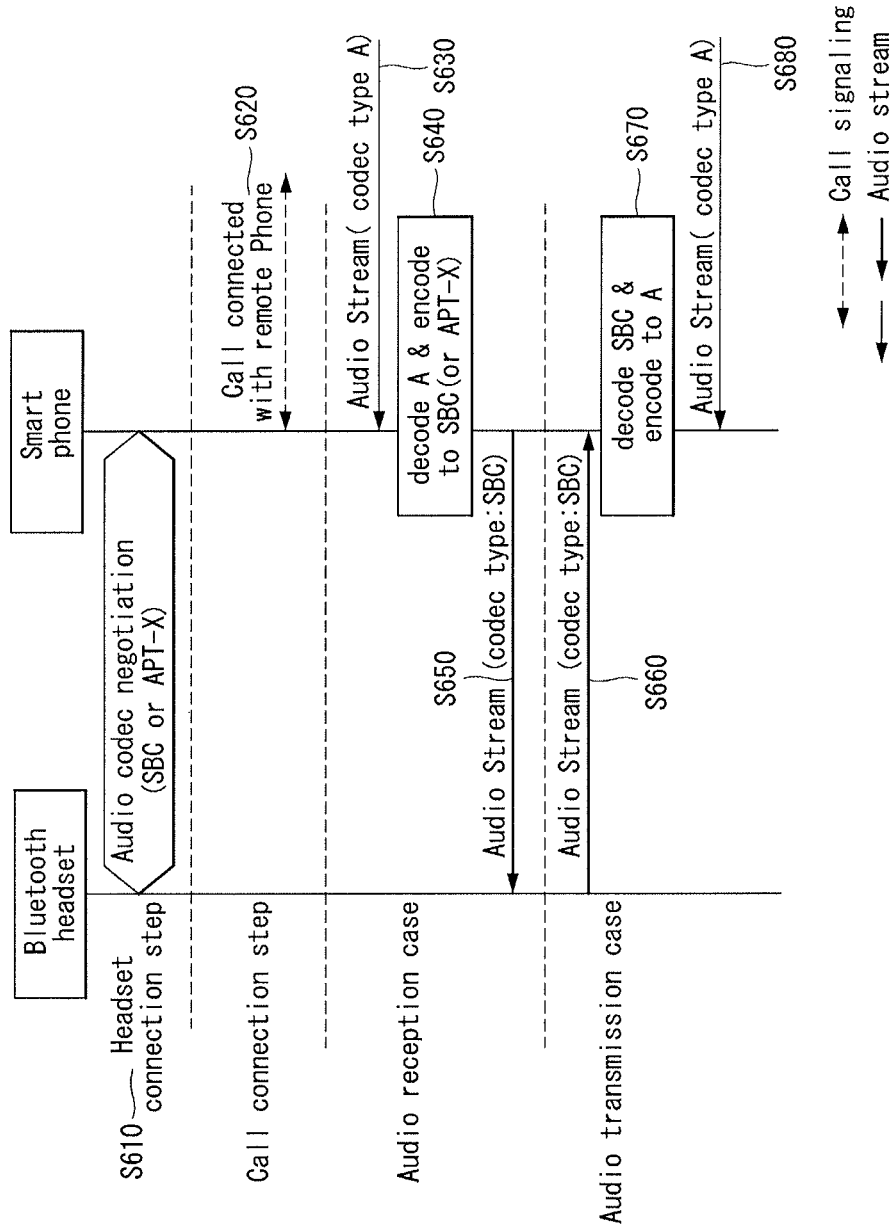 Bluetooth
headset
Smart
phone
S610
Headset
connection step
Audio codec negotiation
(SBC or APT-X)
Call connection step
Call connected
with remote Phone
S620
Audio reception case
Audio Stream( codec type A)
S630
decode A & encode
to SBC(or APT-X)
S640
Audio Stream (codec type:SBC)
S650
Audio transmission case
Audio Stream (codec type:SBC)
S660
decode SBC &
encode to A
S670
Audio Stream( codec type A)
S680
Call signaling
Audio stream